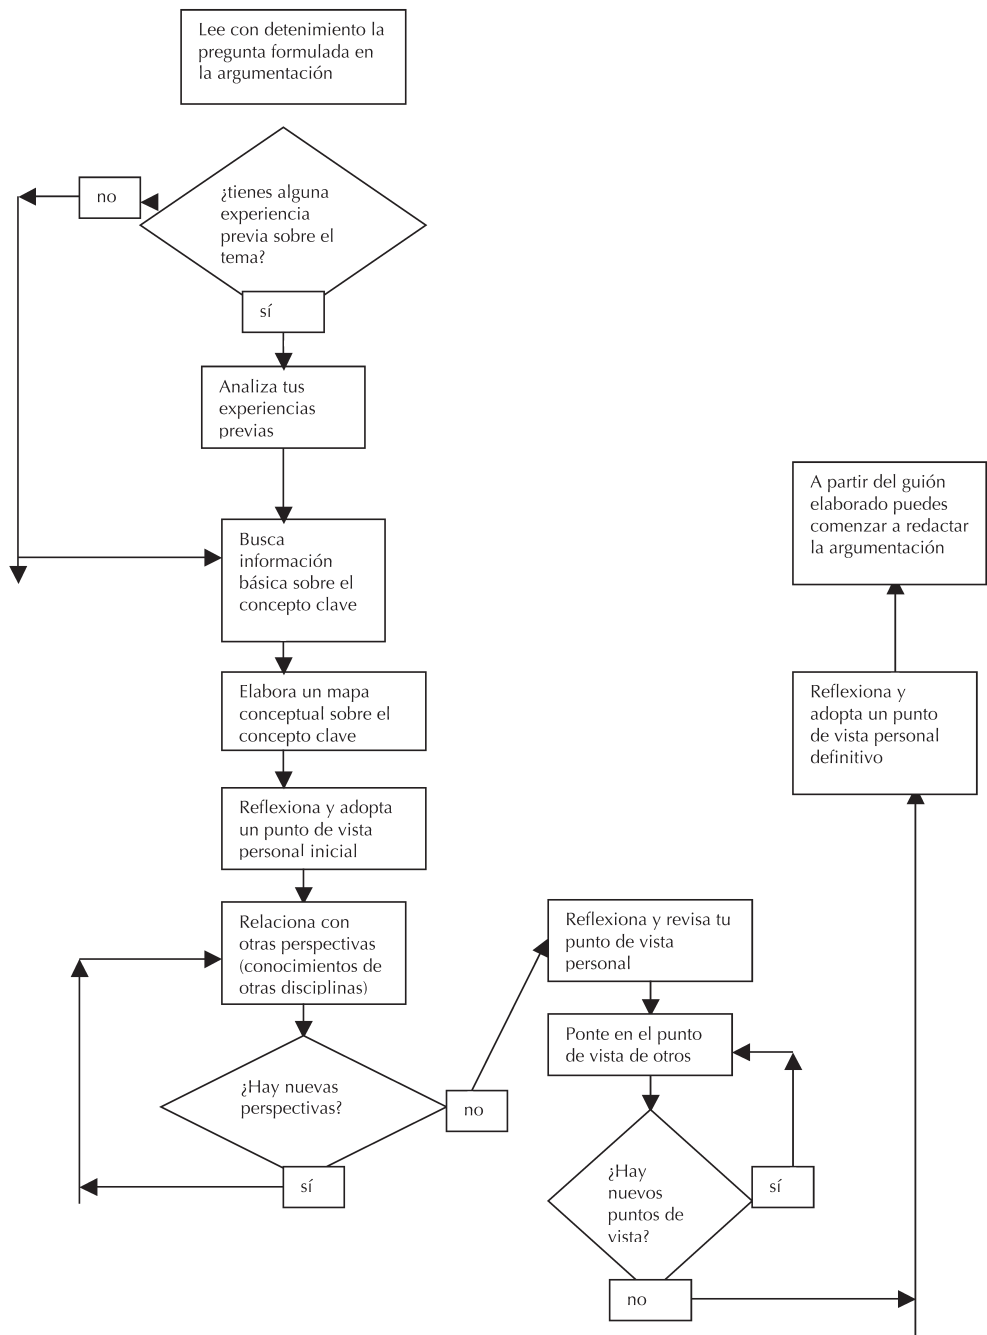 Lee con detenimiento la
pregunta formulada en
la argumentación
no
¿tienes alguna
experiencia
previa sobre el
tema?
sí
Analiza tus
experiencias
previas
Busca
información
básica sobre el
concepto clave
Elabora un mapa
conceptual sobre el
concepto clave
Reflexiona y adopta
un punto de vista
personal inicial
Relaciona con
otras perspectivas
(conocimientos de
otras disciplinas)
¿Hay nuevas
perspectivas?
no
sí
Reflexiona y revisa tu
punto de vista
personal
Ponte en el punto
de vista de otros
¿Hay
nuevos
puntos de
vista?
sí
no
Reflexiona y
adopta un punto
de vista personal
definitivo
A partir del guión
elaborado puedes
comenzar a redactar
la argumentación